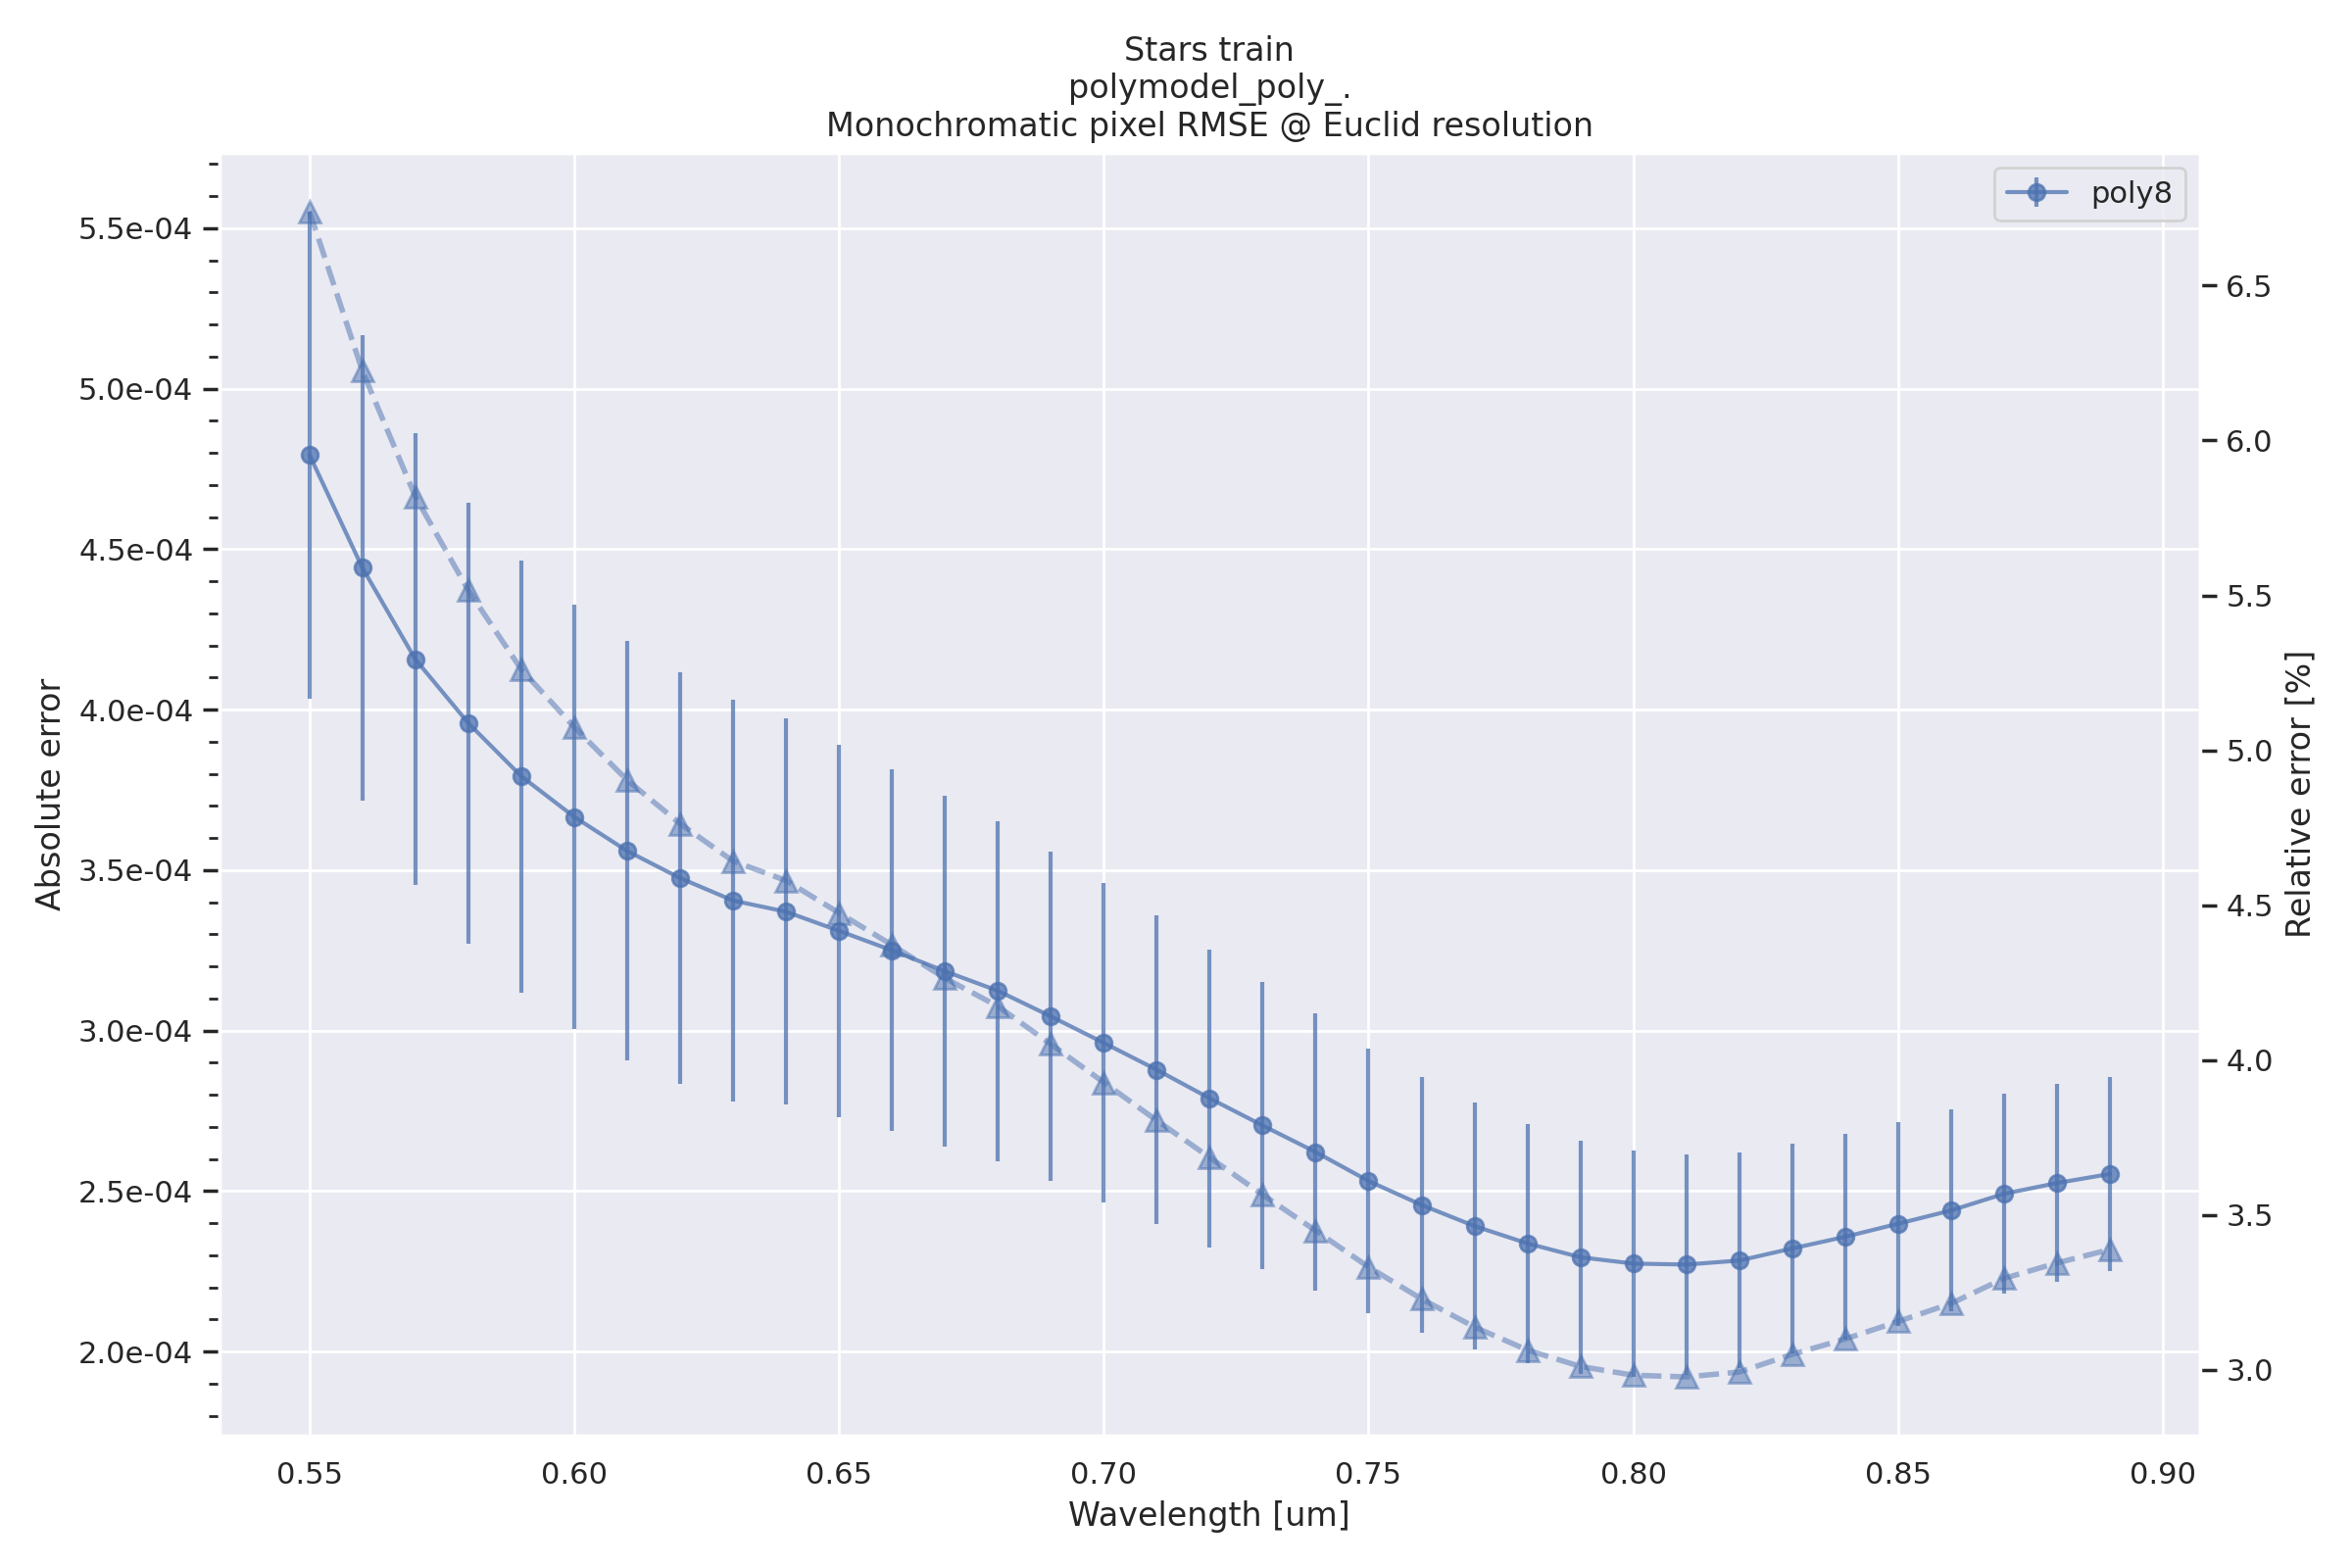 Stars train
polymodel_poly_.
Monochromatic pixel RMSE @ Euclid resolution
poly8
Absolute error
5.5e-04
5.0e-04
4.5e-04
4.0e-04
3.5e-04
3.0e-04
2.5e-04
2.0e-04
6.5
6.0
5.5
5.0
4.5
4.0
3.5
3.0
Relative error [%]
0.55 0.60 0.65 0.70 0.75 0.80 0.85 0.90
Wavelength [um]